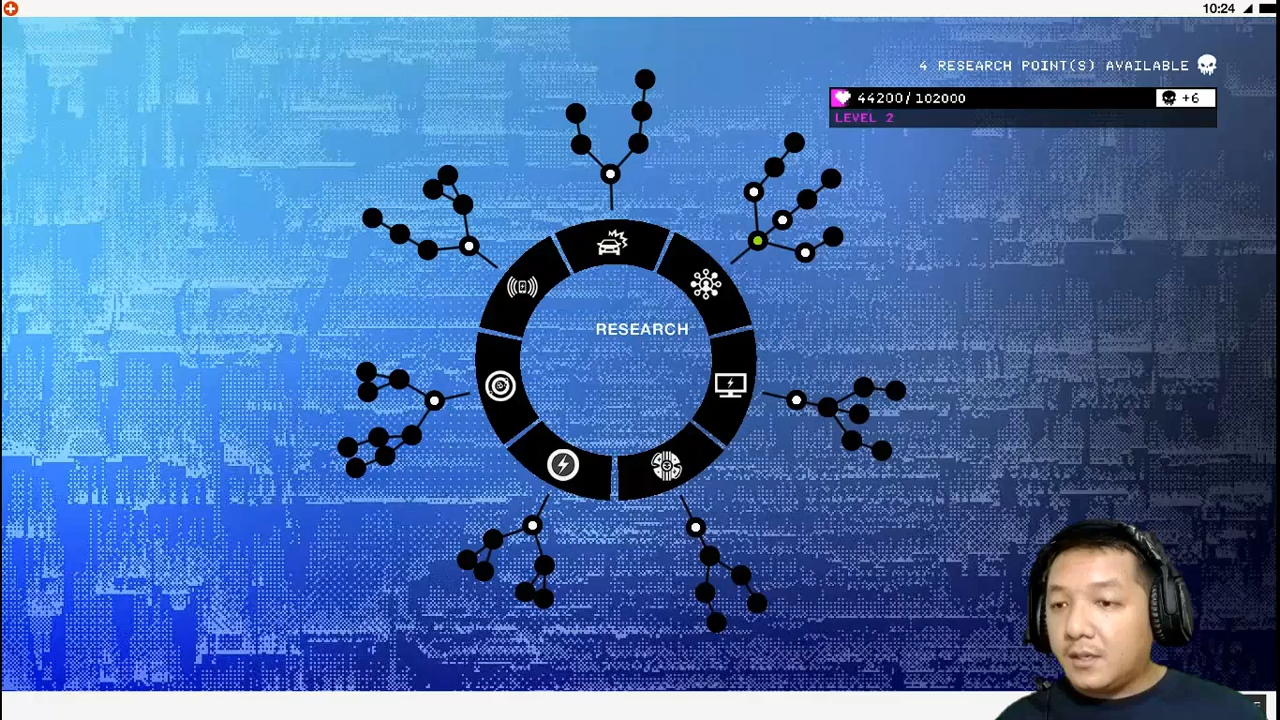 10:24
4 RESEARCH POINT(S) AVAILABLE
44200/102000
+6
LEVEL 2
RESEARCH